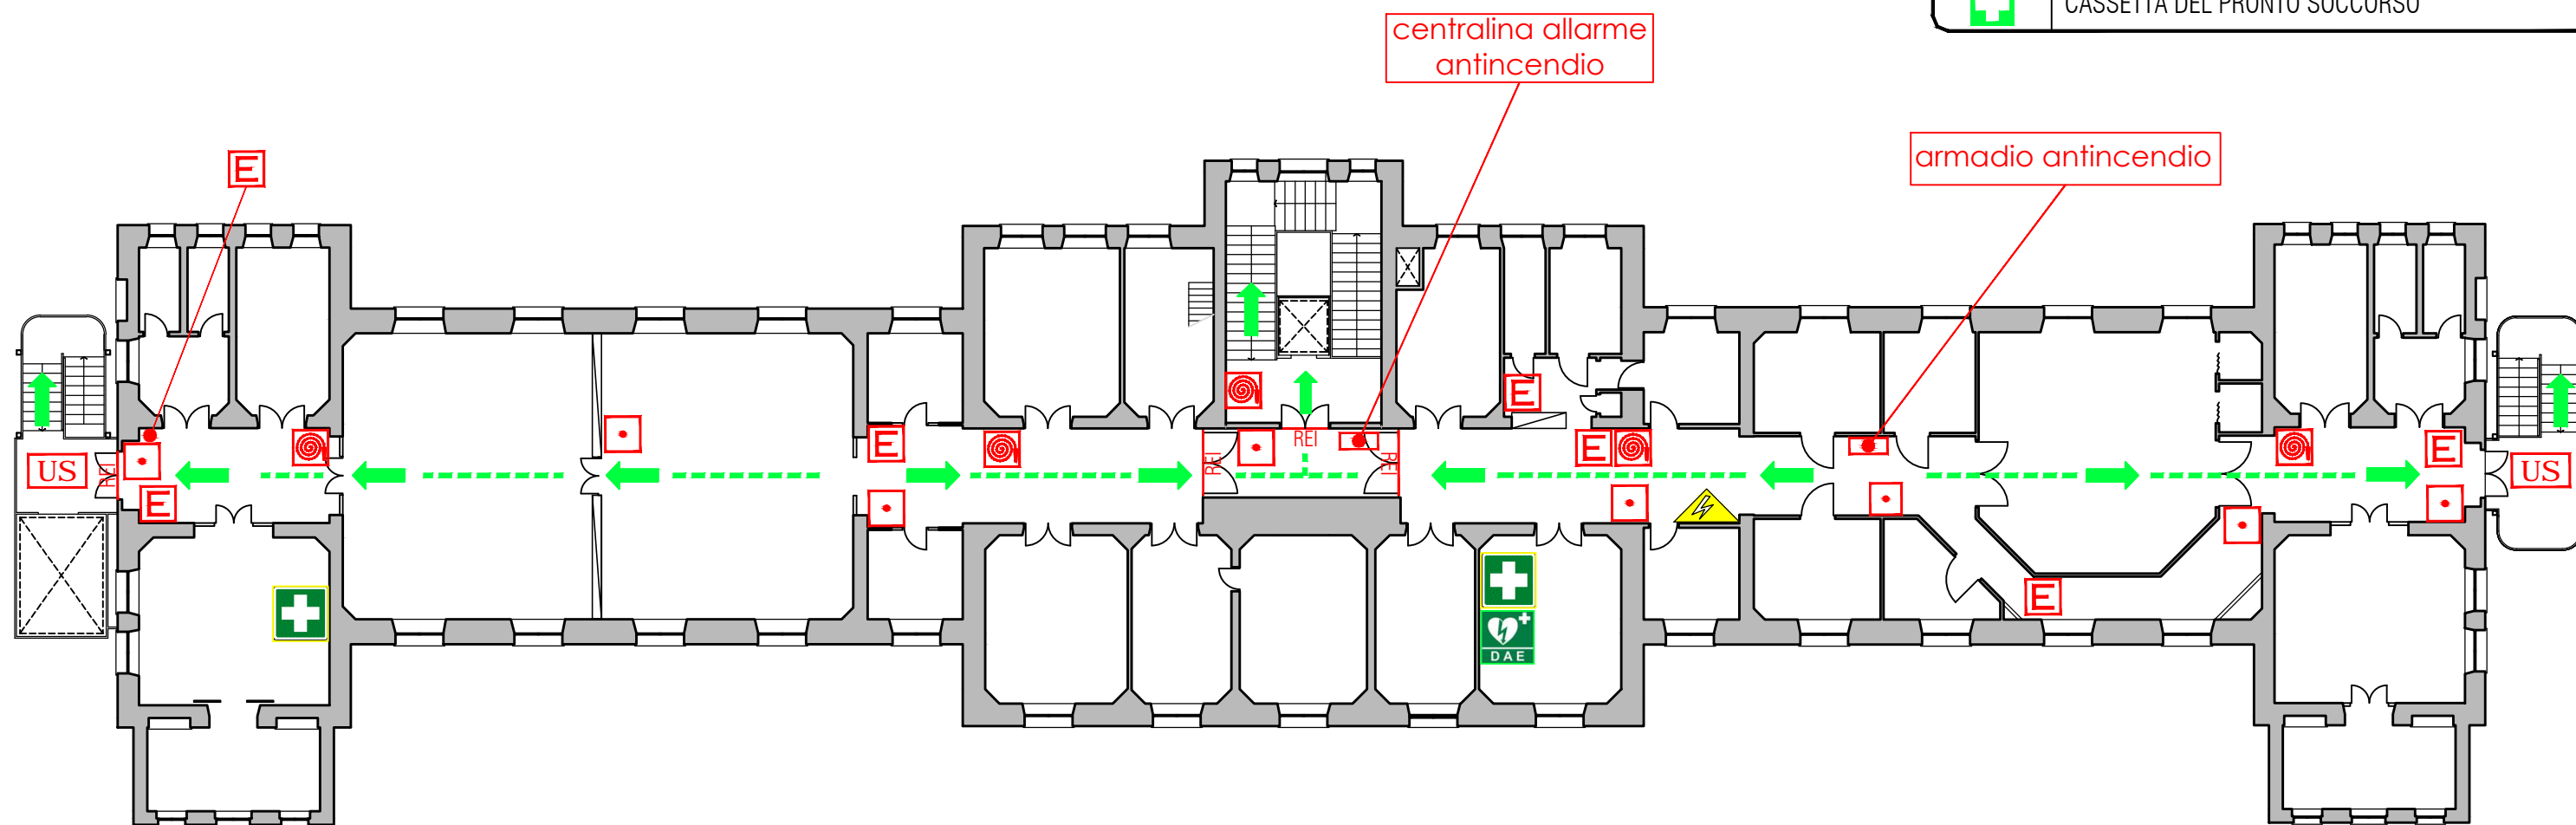 CASSETTA DEL PRONTO SOCCORSO
centralina allarme
antincendio
armadio antincendio
E
E
E
E
E
E
US
REI
E
REI
REI
REI
US
E
DAE